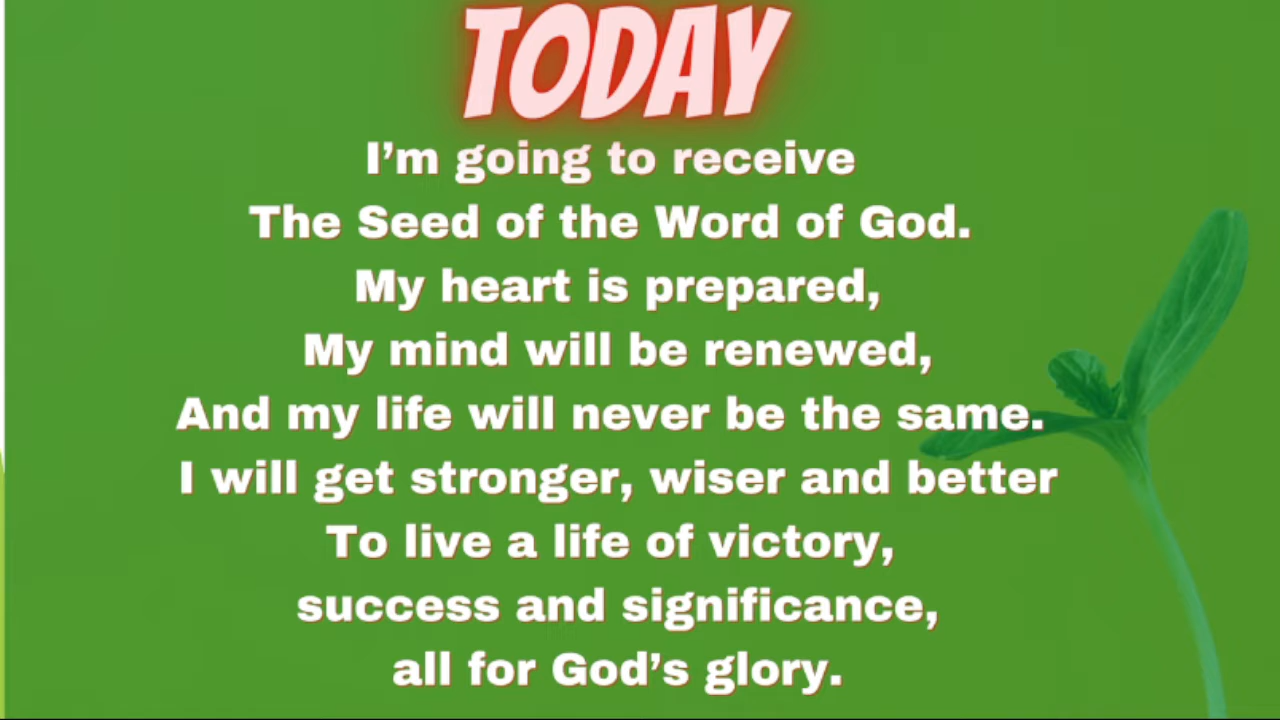 TODAY
I'm going to receive
The Seed of the Word of God.
My heart is prepared,
My mind will be renewed,
And my life will never be the same.
I will get stronger, wiser and better
To live a life of victory,
success and significance,
all for God's glory.